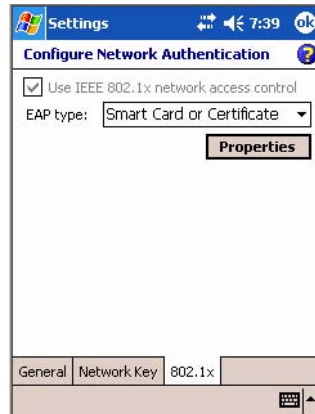 Settings 7:39 ok
Configure Network Authentication ?
Use IEEE 802.1x network access control
EAP type: Smart Card or Certificate
Properties
General Network Key 802.1x